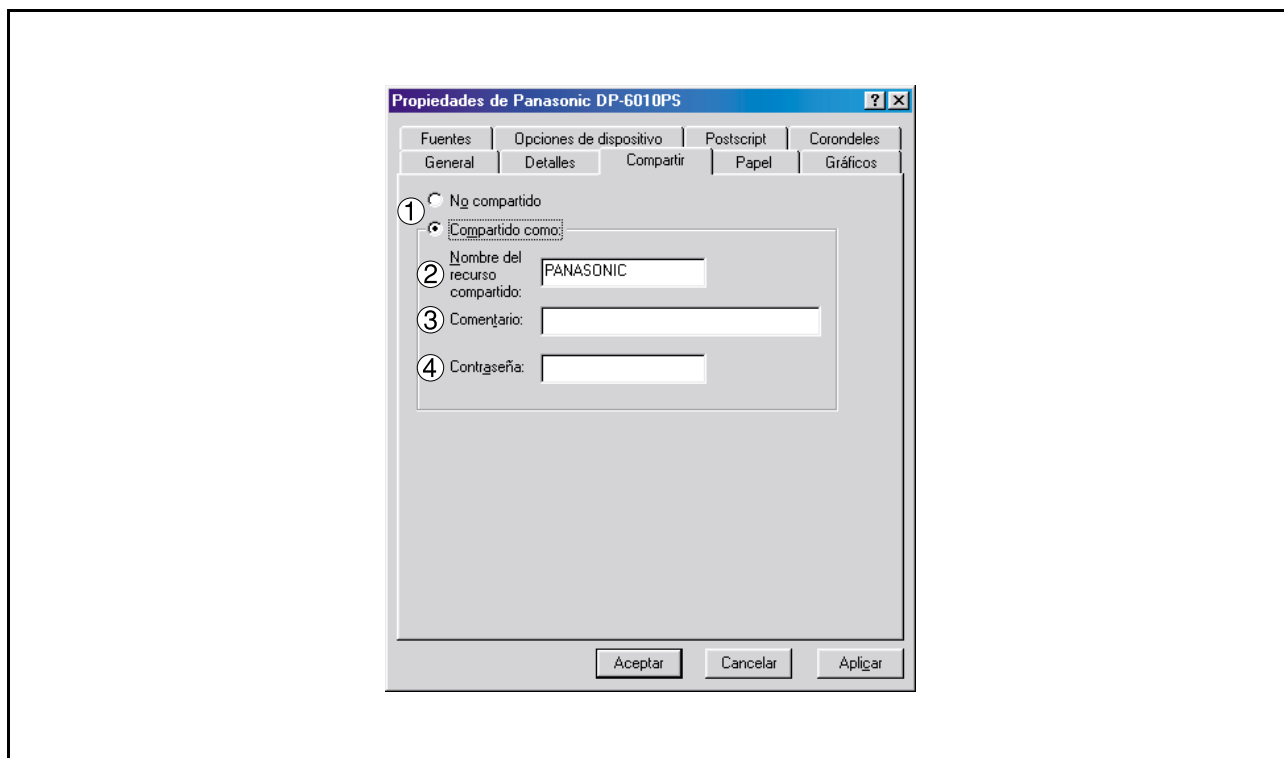 Propiedades de Panasonic DP-6010PS
Fuentes Opciones de dispositivo Postscript Corondeles
General Detalles Compartir Papel Gráficos
① No compartido
Compartido como:
② Nombre del recurso compartido: PANASONIC
③ Comentario:
④ Contraseña:
Aceptar Cancelar Aplicar